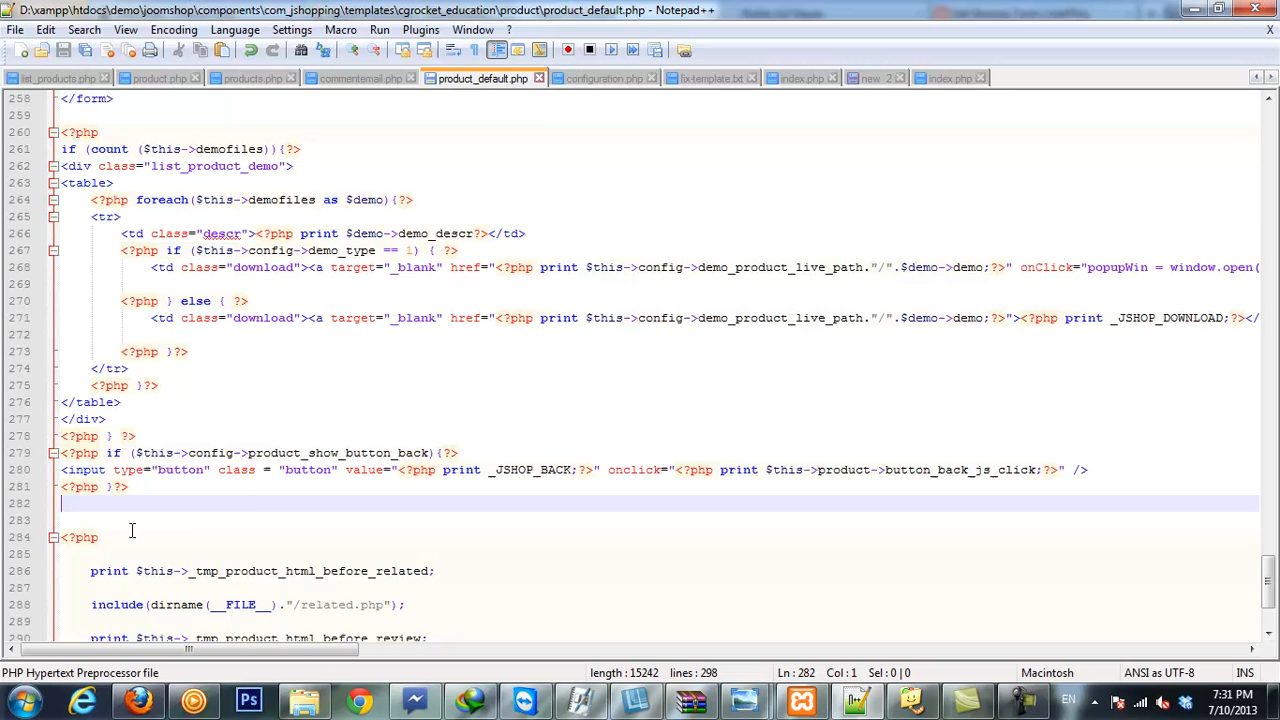 D:\xampp\htdocs\demo\joomshop\components\com_jshopping\templates\cgrocket_education\product\product_default.php - Notepad++
File Edit Search View Encoding Language Settings Macro Run Plugins Window ? X
list_products.php product.php products.php commentemail.php product_default.php configuration.php fix-template.txt index.php new 2 index.php
258 </form>
259
260 <?php
261 if (count ($this->demofiles)){?>
262 <div class="list_product_demo">
263 <table>
264 <?php foreach($this->demofiles as $demo){?>
265 <tr>
266 <td class="descr"><?php print $demo->demo_descr?></td>
267 <?php if ($this->config->demo_type == 1) { ?>
268 <td class="download"><a target="_blank" href="<?php print $this->config->demo_product_live_path."/".$demo->demo;?>" onClick="popupWin = window.open(
269
270 <?php } else { ?>
271 <td class="download"><a target="_blank" href="<?php print $this->config->demo_product_live_path."/".$demo->demo;?>"><?php print _JSHOP_DOWNLOAD;?></
272
273 <?php }?>
274 </tr>
275 <?php }?>
276 </table>
277 </div>
278 <?php } ?>
279 <?php if ($this->config->product_show_button_back){?>
280 <input type="button" class = "button" value="<?php print _JSHOP_BACK;?>" onclick="<?php print $this->product->button_back_js_click;?>" />
281 <?php }?>
282
283
284 <?php
285
286 print $this->_tmp_product_html_before_related;
287
288 include(dirname(__FILE__)."/related.php");
289
290 print $this->_tmp_product_html_before_review;
PHP Hypertext Preprocessor file length : 15242 lines : 298 Ln : 282 Col : 1 Sel : 0 | 0 Macintosh ANSI as UTF-8 INS
Ps EN 7:31 PM
7/10/2013